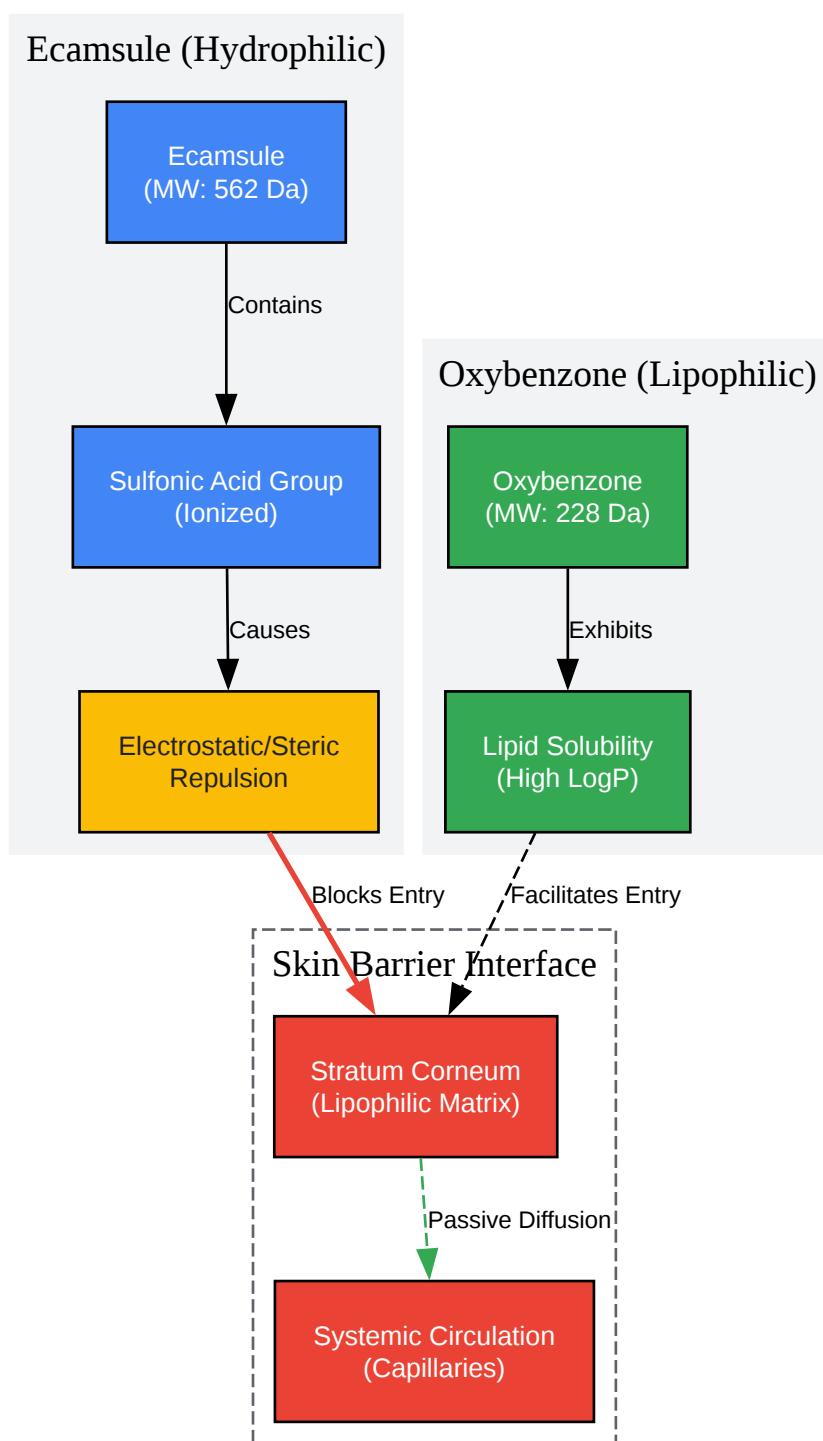 Ecamsule (Hydrophilic)
Ecamsule
(MW: 562 Da)
Contains
Sulfonic Acid Group
(Ionized)
Causes
Electrostatic/Steric
Repulsion
Blocks Entry
Oxybenzone (Lipophilic)
Oxybenzone
(MW: 228 Da)
Exhibits
Lipid Solubility
(High LogP)
Facilitates Entry
Skin Barrier Interface
Stratum Corneum
(Lipophilic Matrix)
Passive Diffusion
Systemic Circulation
(Capillaries)